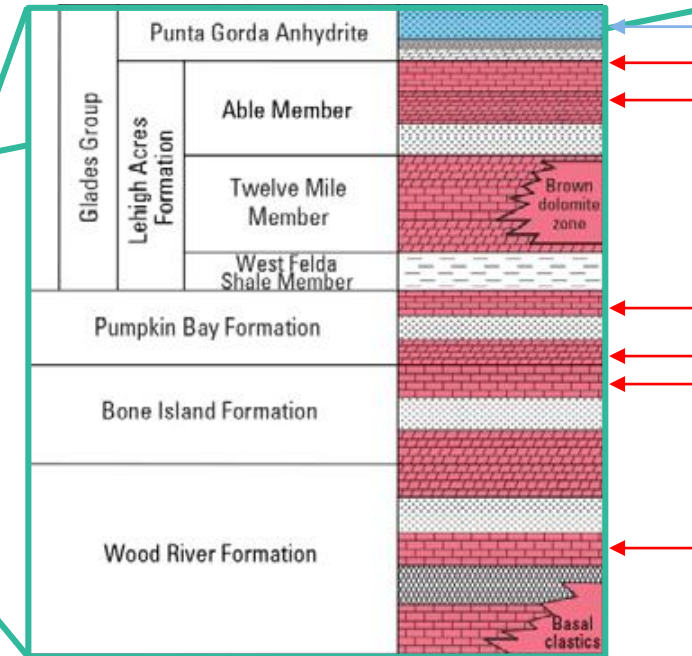 Punta Gorda Anhydrite
Glades Group
Lehigh Acres
Formation
Able Member
Twelve Mile
Member
Brown
dolomite
zone
West Felda
Shale Member
Pumpkin Bay Formation
Bone Island Formation
Wood River Formation
Basal
clastics